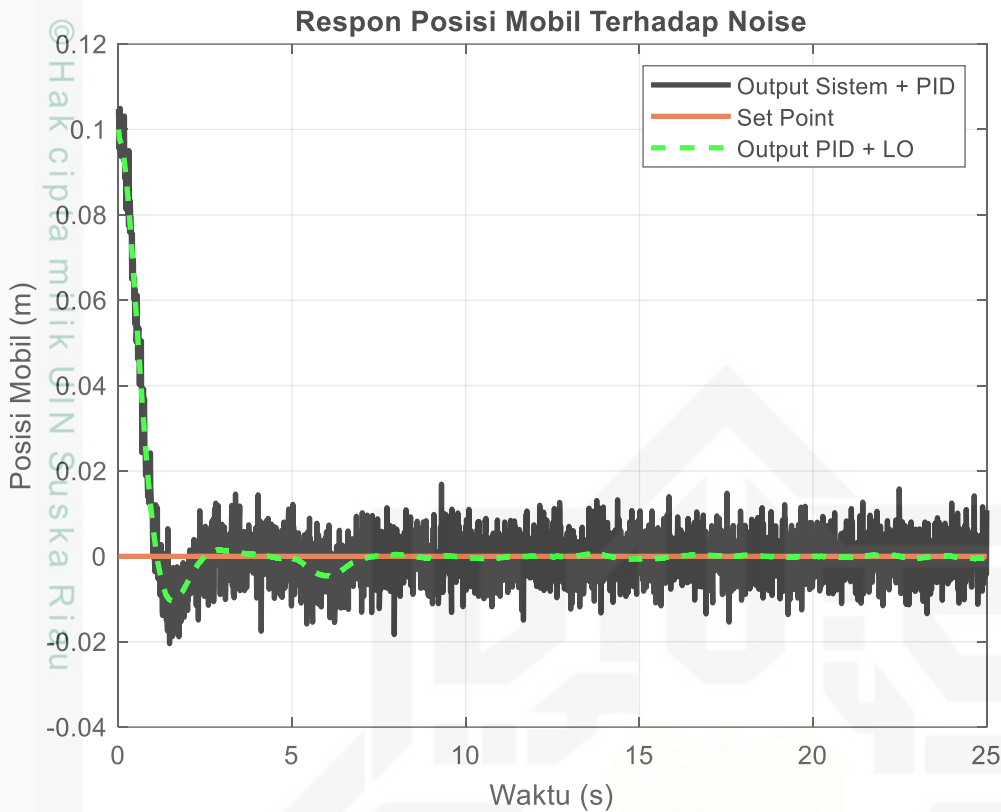 Respon Posisi Mobil Terhadap Noise
© Hak cipta milik UIN Suska Riau
Posisi Mobil (m)
0.12
0.1
0.08
0.06
0.04
0.02
0
-0.02
-0.04
Output Sistem + PID
Set Point
Output PID + LO
0 5 10 15 20 25
Waktu (s)